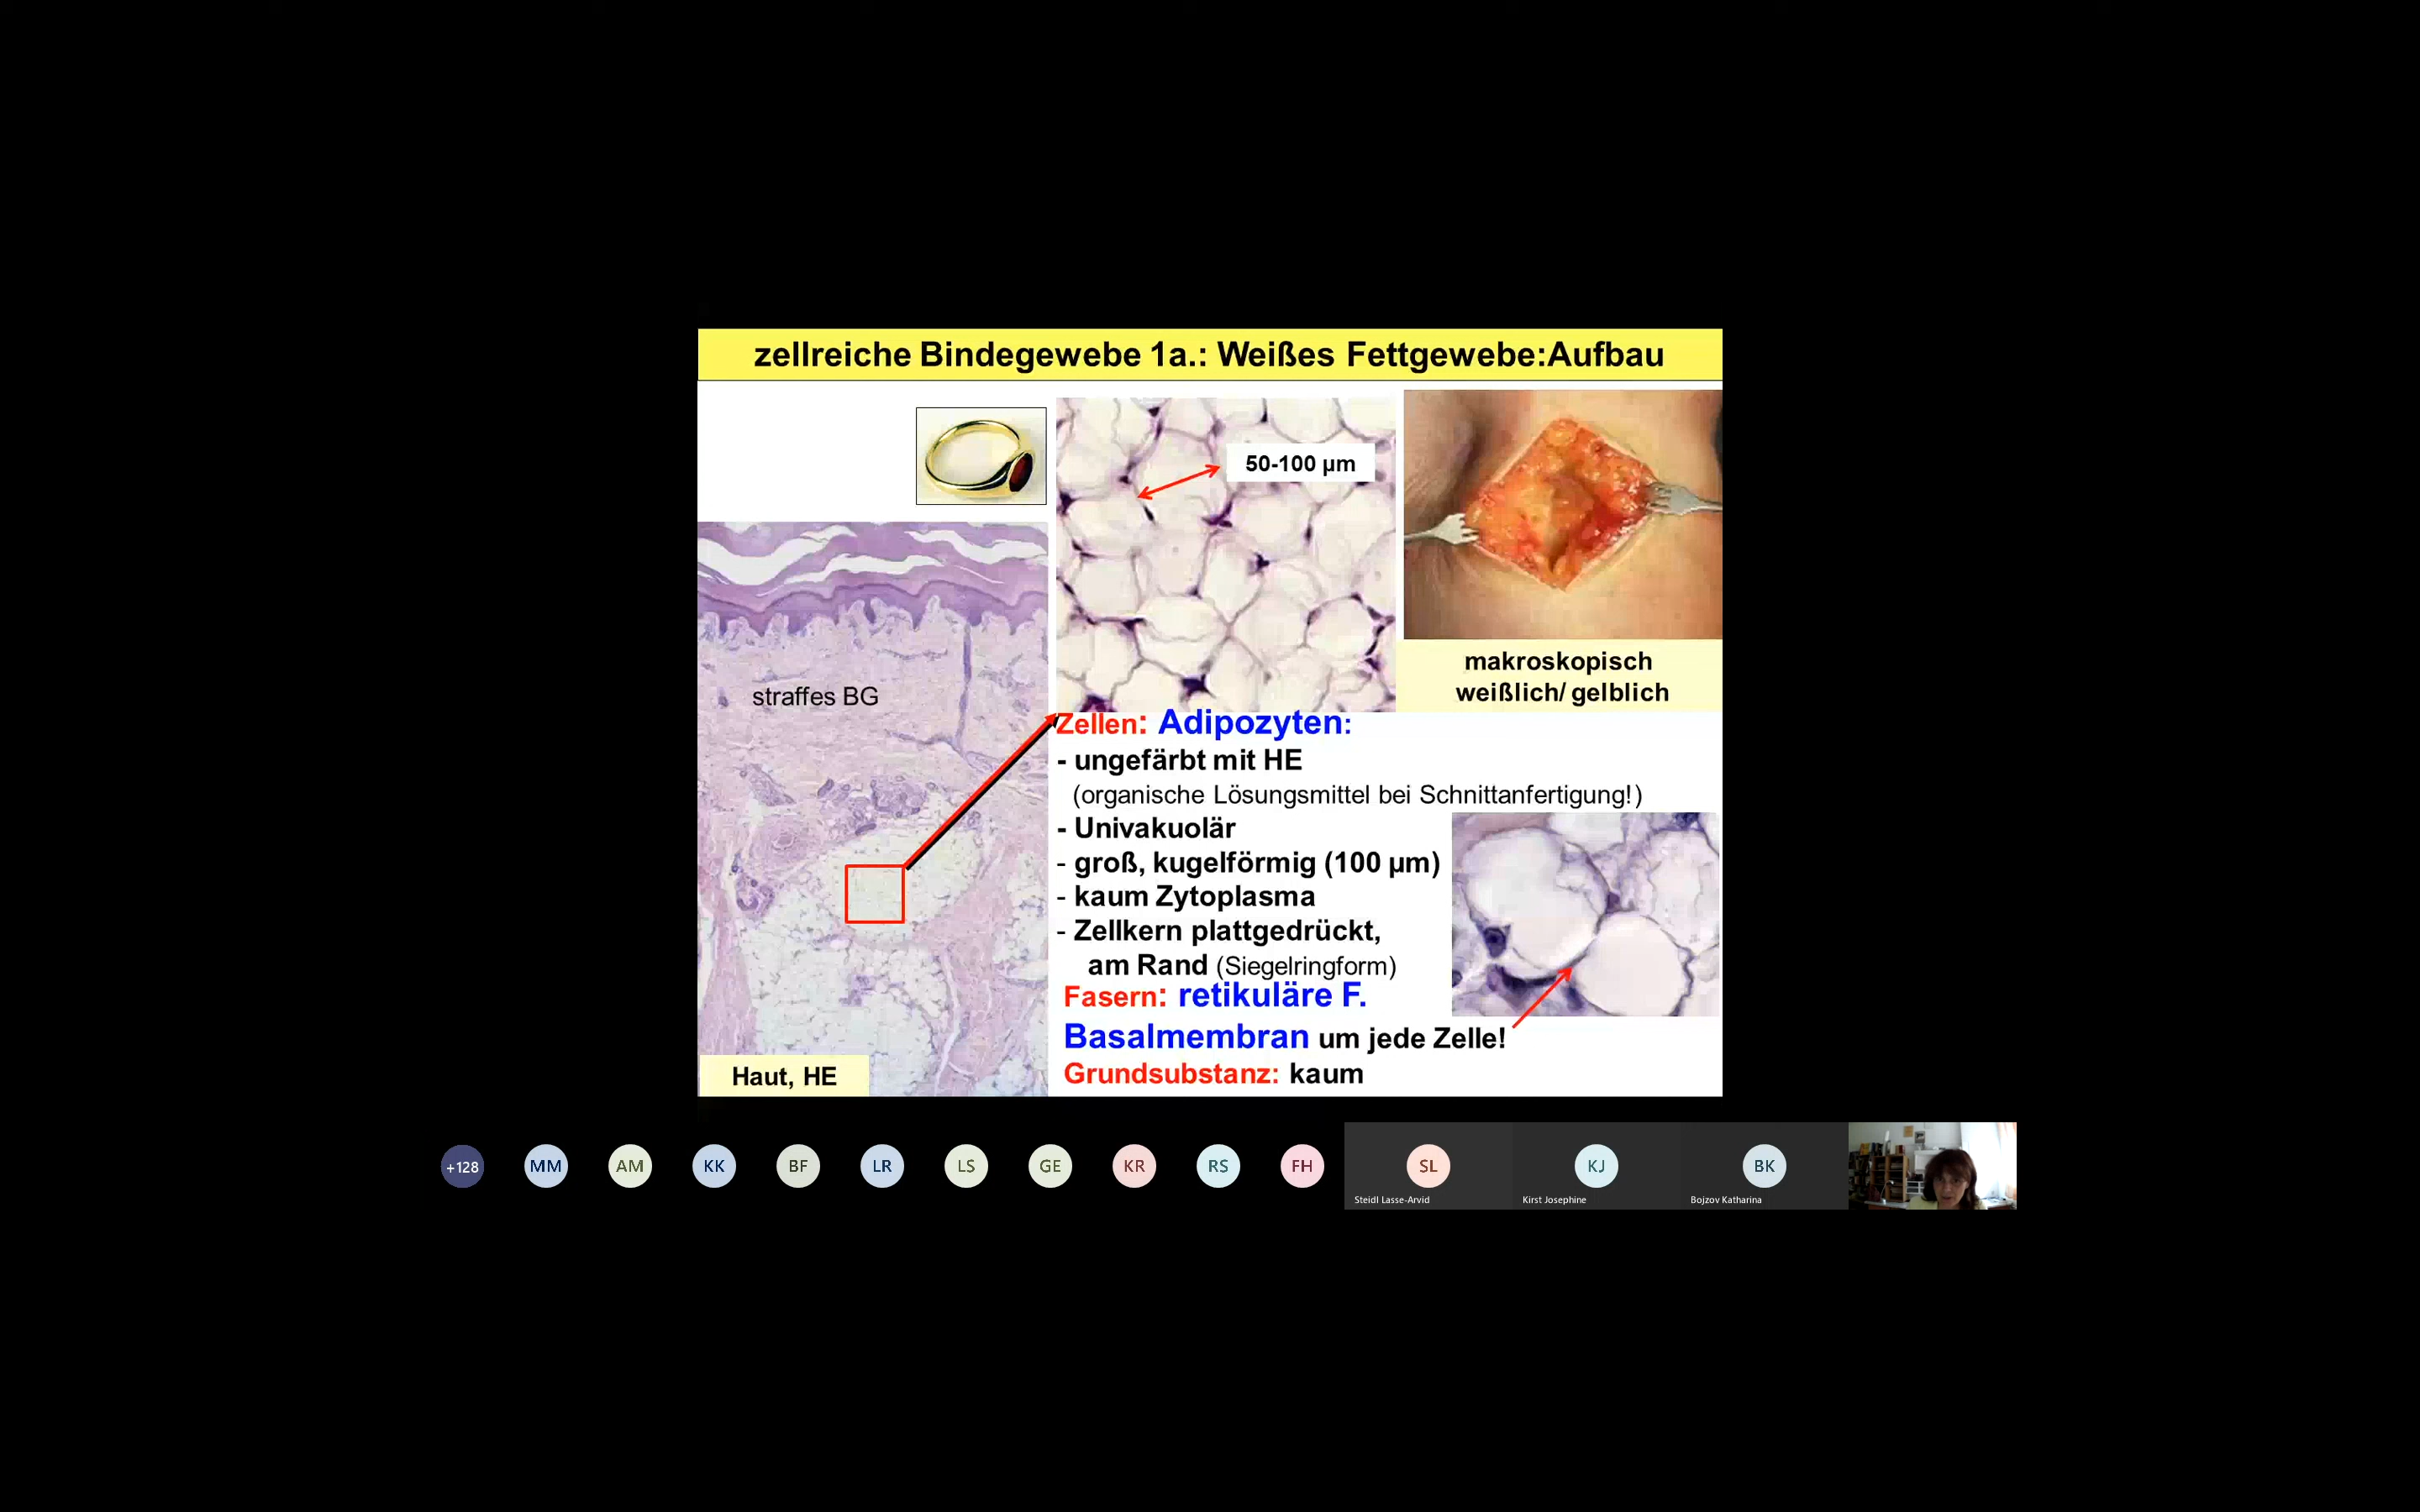 zellreiche Bindegewebe 1a.: Weißes Fettgewebe:Aufbau
50-100 µm
straffes BG
makroskopisch
weißlich/ gelblich
Zellen: Adipozyten:
- ungefärbt mit HE
(organische Lösungsmittel bei Schnittanfertigung!)
- Univakuolär
- groß, kugelförmig (100 µm)
- kaum Zytoplasma
- Zellkern plattgedrückt,
am Rand (Siegelringform)
Fasern: retikuläre F.
Basalmembran um jede Zelle!
Grundsubstanz: kaum
Haut, HE
+128
MM
AM
KK
BF
LR
LS
GE
KR
RS
FH
SL
KJ
BK
Steidl Lasse-Arvid
Kirst Josephine
Bojzov Katharina